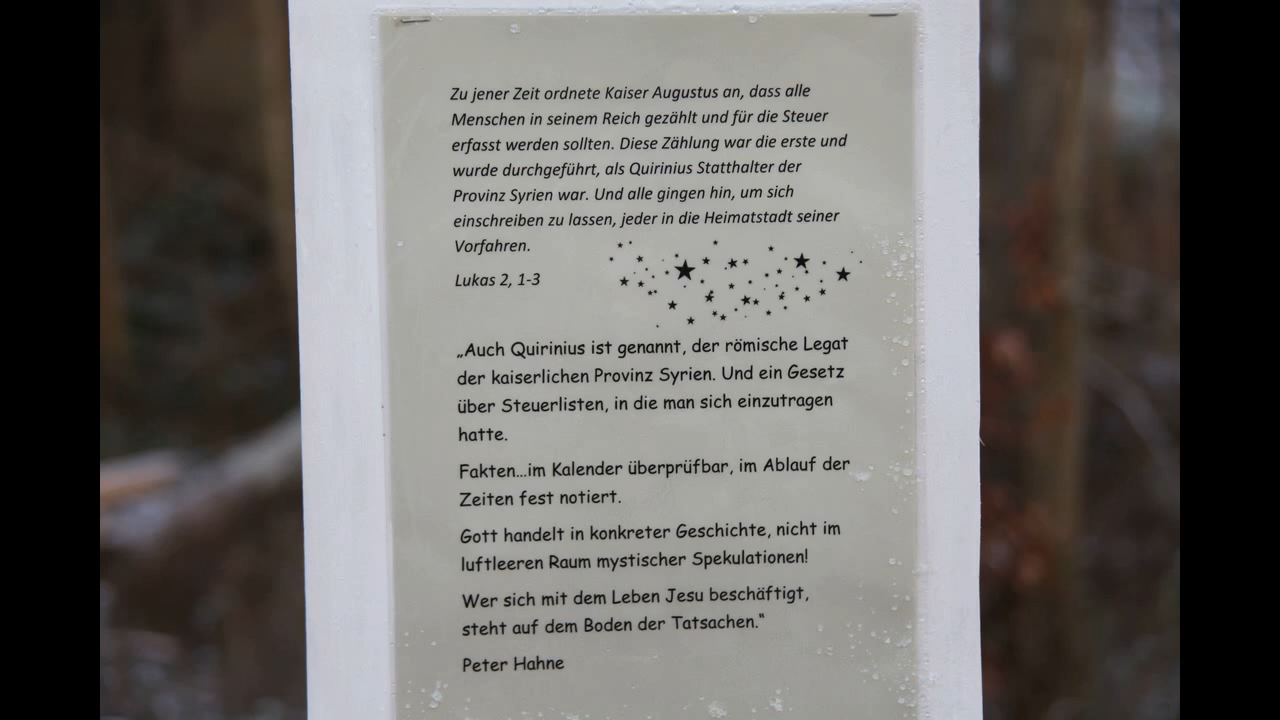 Zu jener Zeit ordnete Kaiser Augustus an, dass alle
Menschen in seinem Reich gezählt und für die Steuer
erfasst werden sollten. Diese Zählung war die erste und
wurde durchgeführt, als Quirinius Statthalter der
Provinz Syrien war. Und alle gingen hin, um sich
einschreiben zu lassen, jeder in die Heimatstadt seiner
Vorfahren.
Lukas 2, 1-3
„Auch Quirinius ist genannt, der römische Legat
der kaiserlichen Provinz Syrien. Und ein Gesetz
über Steuerlisten, in die man sich einzutragen
hatte.
Fakten…im Kalender überprüfbar, im Ablauf der
Zeiten fest notiert.
Gott handelt in konkreter Geschichte, nicht im
luftleeren Raum mystischer Spekulationen!
Wer sich mit dem Leben Jesu beschäftigt,
steht auf dem Boden der Tatsachen.“
Peter Hahne